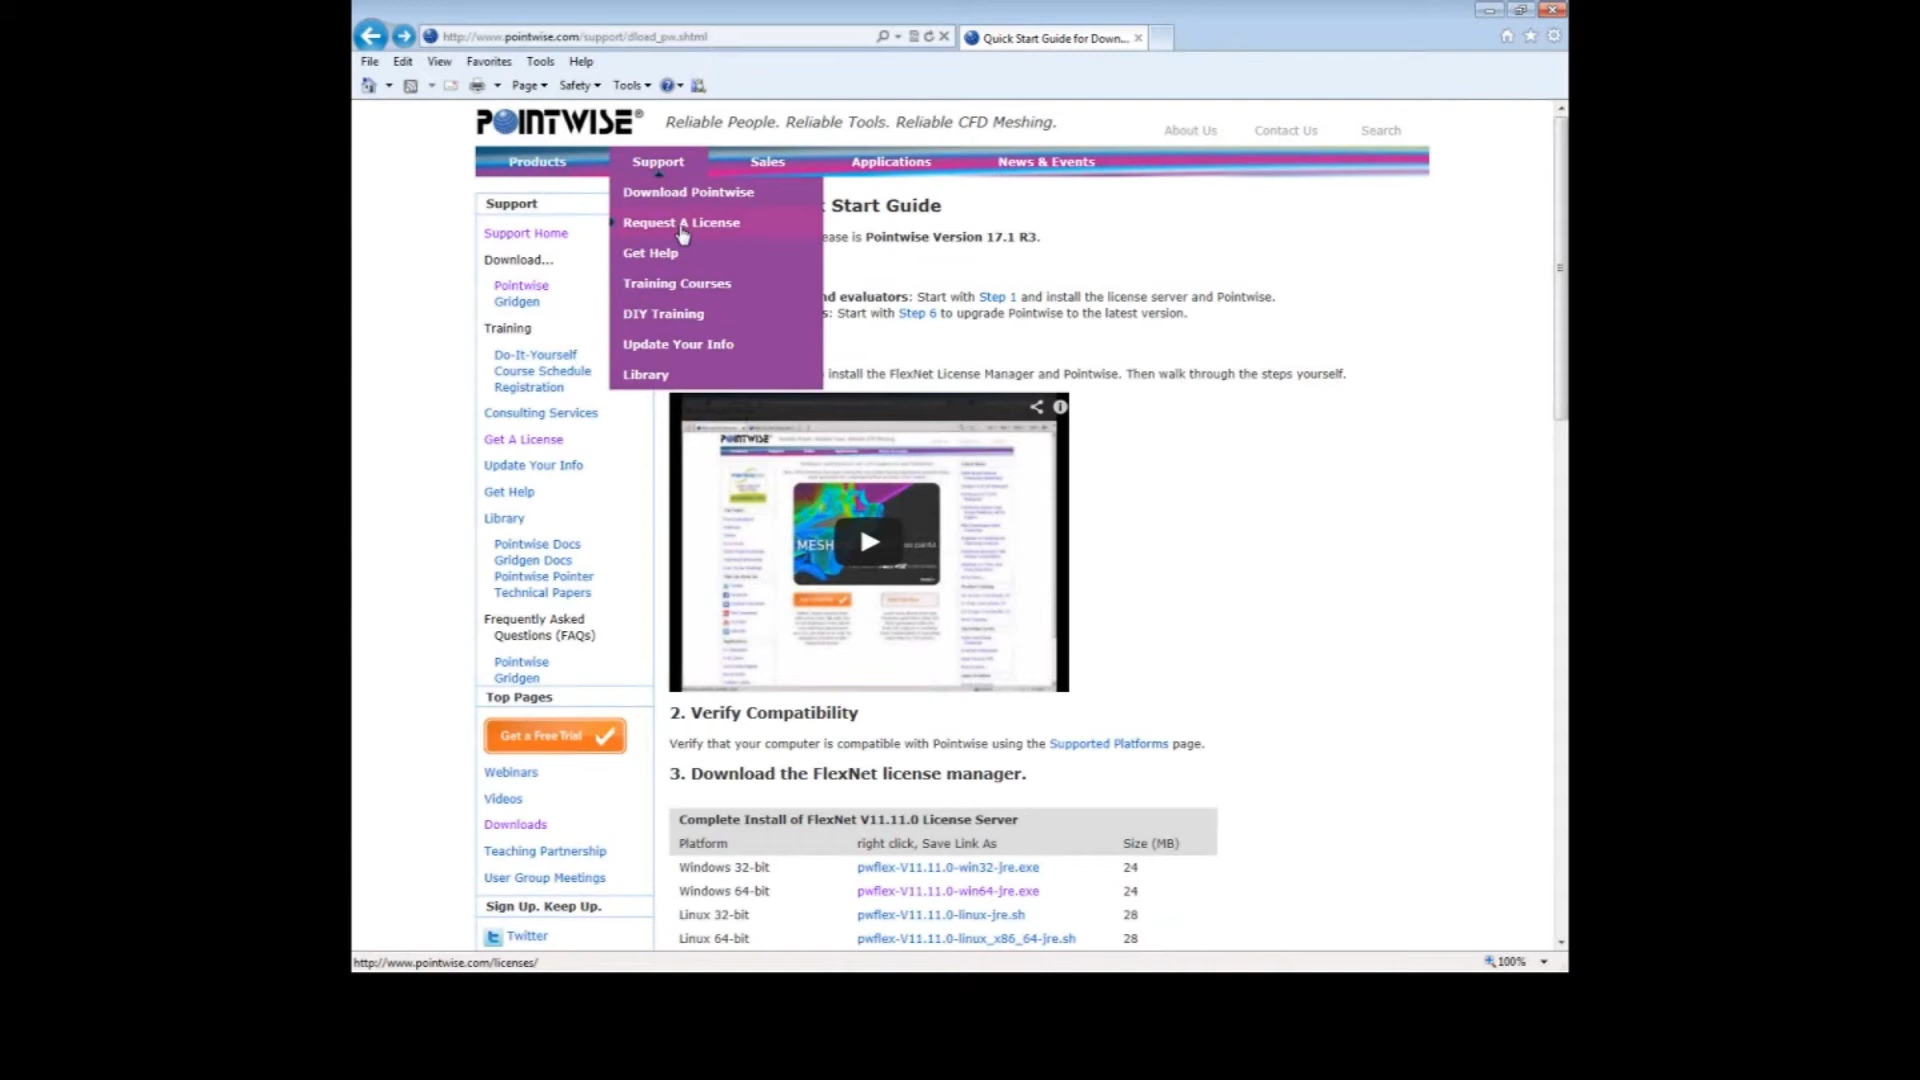 http://www.pointwise.com/support/dload_pw.shtml
Quick Start Guide for Down...
File Edit View Favorites Tools Help
Page Safety Tools
POINTWISE®
Reliable People. Reliable Tools. Reliable CFD Meshing.
About Us Contact Us Search
Products Support Sales Applications News & Events
Download Pointwise
Request A License
Get Help
Training Courses
DIY Training
Update Your Info
Library
Support
Support Home
Download...
Pointwise
Gridgen
Training
Do-It-Yourself
Course Schedule
Registration
Consulting Services
Get A License
Update Your Info
Get Help
Library
Pointwise Docs
Gridgen Docs
Pointwise Pointer
Technical Papers
Frequently Asked
Questions (FAQs)
Pointwise
Gridgen
Top Pages
Get a Free Trial
Webinars
Videos
Downloads
Teaching Partnership
User Group Meetings
Sign Up. Keep Up.
Twitter
Start Guide
ease is Pointwise Version 17.1 R3.
nd evaluators: Start with Step 1 and install the license server and Pointwise.
s: Start with Step 6 to upgrade Pointwise to the latest version.
install the FlexNet License Manager and Pointwise. Then walk through the steps yourself.
POINTWISE
MESH
2. Verify Compatibility
Verify that your computer is compatible with Pointwise using the Supported Platforms page.
3. Download the FlexNet license manager.
Complete Install of FlexNet V11.11.0 License Server
Platform right click, Save Link As Size (MB)
Windows 32-bit pwflex-V11.11.0-win32-jre.exe 24
Windows 64-bit pwflex-V11.11.0-win64-jre.exe 24
Linux 32-bit pwflex-V11.11.0-linux-jre.sh 28
Linux 64-bit pwflex-V11.11.0-linux_x86_64-jre.sh 28
http://www.pointwise.com/licenses/
100%